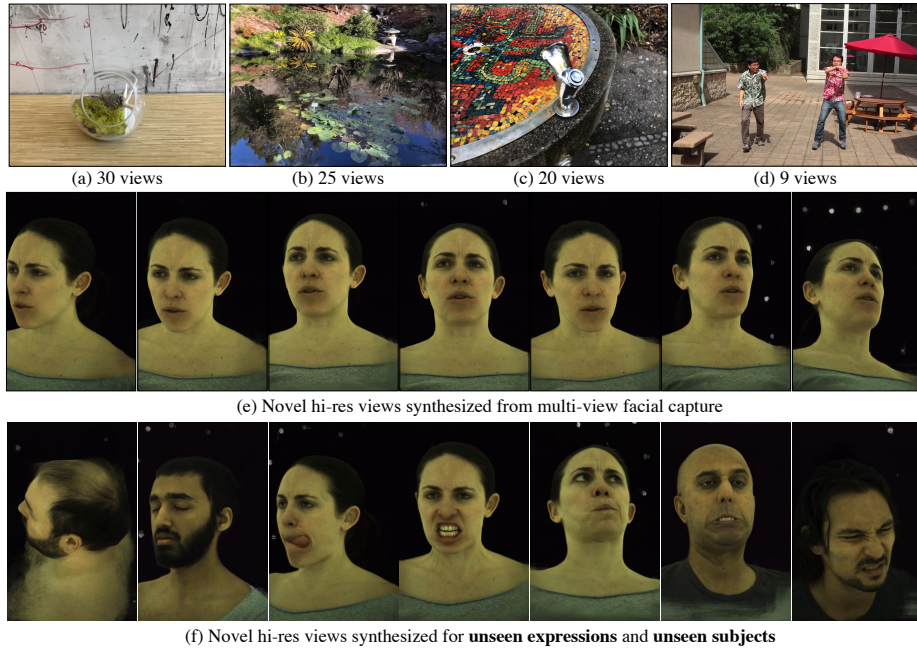 (a) 30 views
(b) 25 views
(c) 20 views
(d) 9 views
(e) Novel hi-res views synthesized from multi-view facial capture
(f) Novel hi-res views synthesized for unseen expressions and unseen subjects